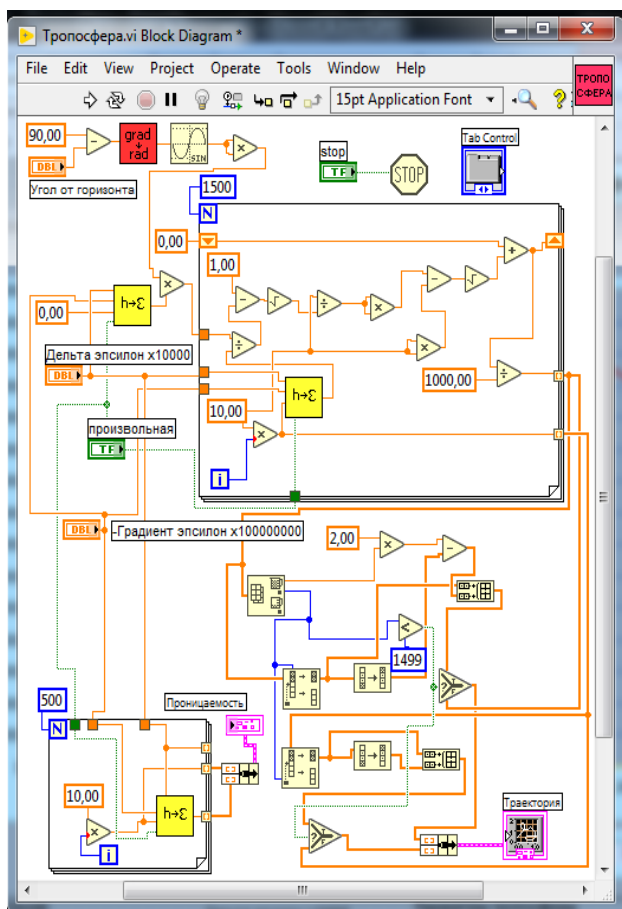 Тропосфера.vi Block Diagram *
File Edit View Project Operate Tools Window Help
15pt Application Font
ТРОПО
СФЕРА
90,00
grad
rad
SIN
DBL
Угол от горизонта
stop
TF
STOP
Tab Control
1500
N
0,00
1,00
h→Σ
0,00
Дельта эпсилон x10000
DBL
1000,00
h→Σ
10,00
произвольная
TF
i
DBL
-Градиент эпсилон x100000000
2,00
1499
500
N
Проницаемость
10,00
h→Σ
i
Траектория